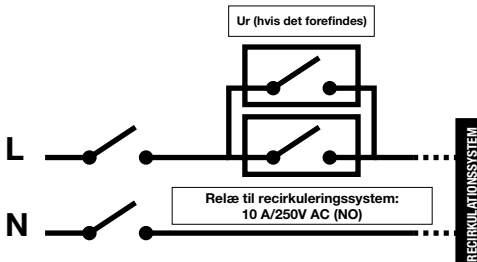 Ur (hvis det forefindes)
L
Relæ til recirkuleringssystem:
10 A/250V AC (NO)
N
RECIRKULATIONSSYSTEM